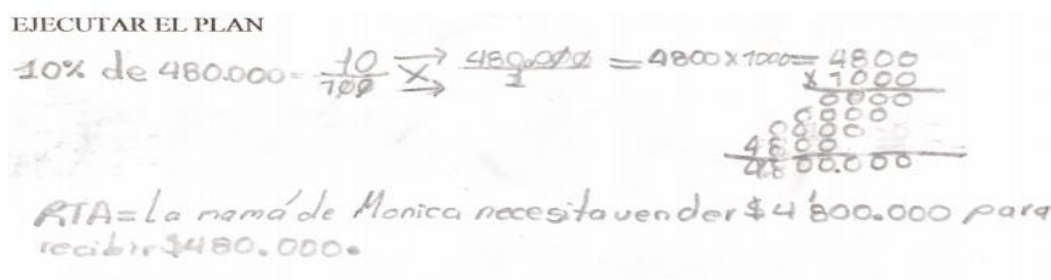 EJECUTAR EL PLAN
10% de 480.000= 10/100 X 480.000/1 = 4800 x 1000= 4800
x 1000
0000
0000
0000
4800
4800.000
RTA= La mamá de Monica necesita vender $4'800.000 para
recibir $480.000.